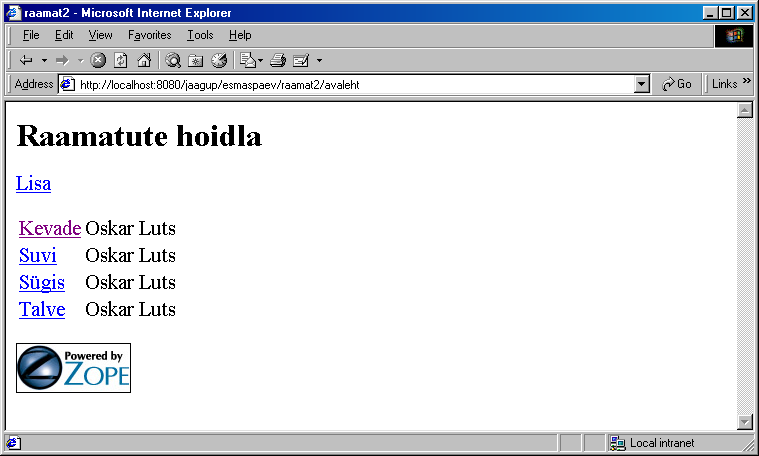 raamat2 - Microsoft Internet Explorer
File Edit View Favorites Tools Help
Address http://localhost:8080/jaagup/esmaspaev/raamat2/avaleht Go Links »
Raamatute hoidla
Lisa
Kevade Oskar Luts
Suvi Oskar Luts
Sügis Oskar Luts
Talve Oskar Luts
Powered by
ZOPE
Local intranet